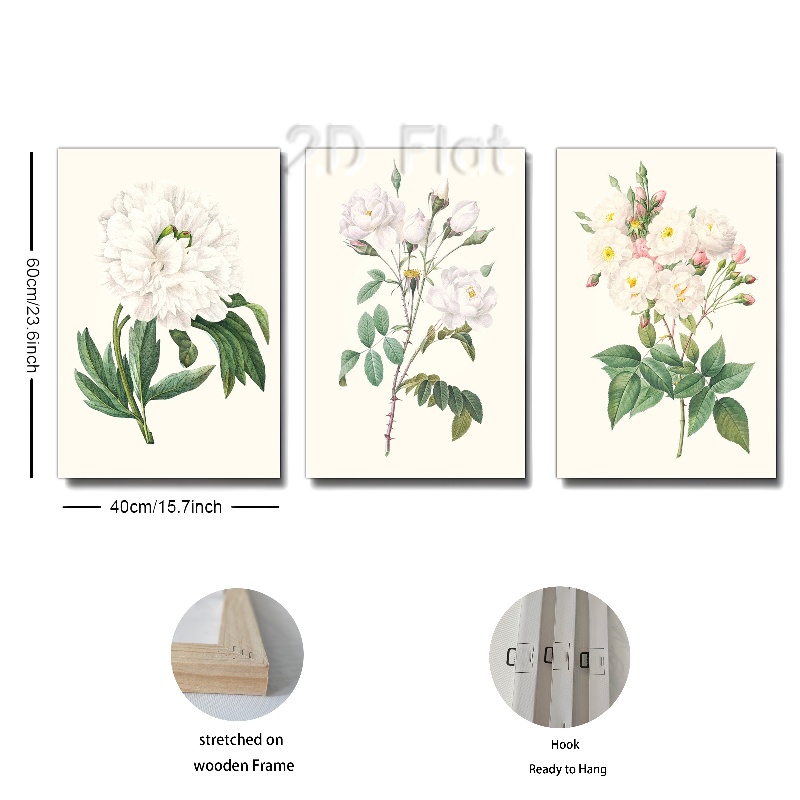 2D Flat
60cm/23.6inch
40cm/15.7inch
stretched on
wooden Frame
Hook
Ready to Hang